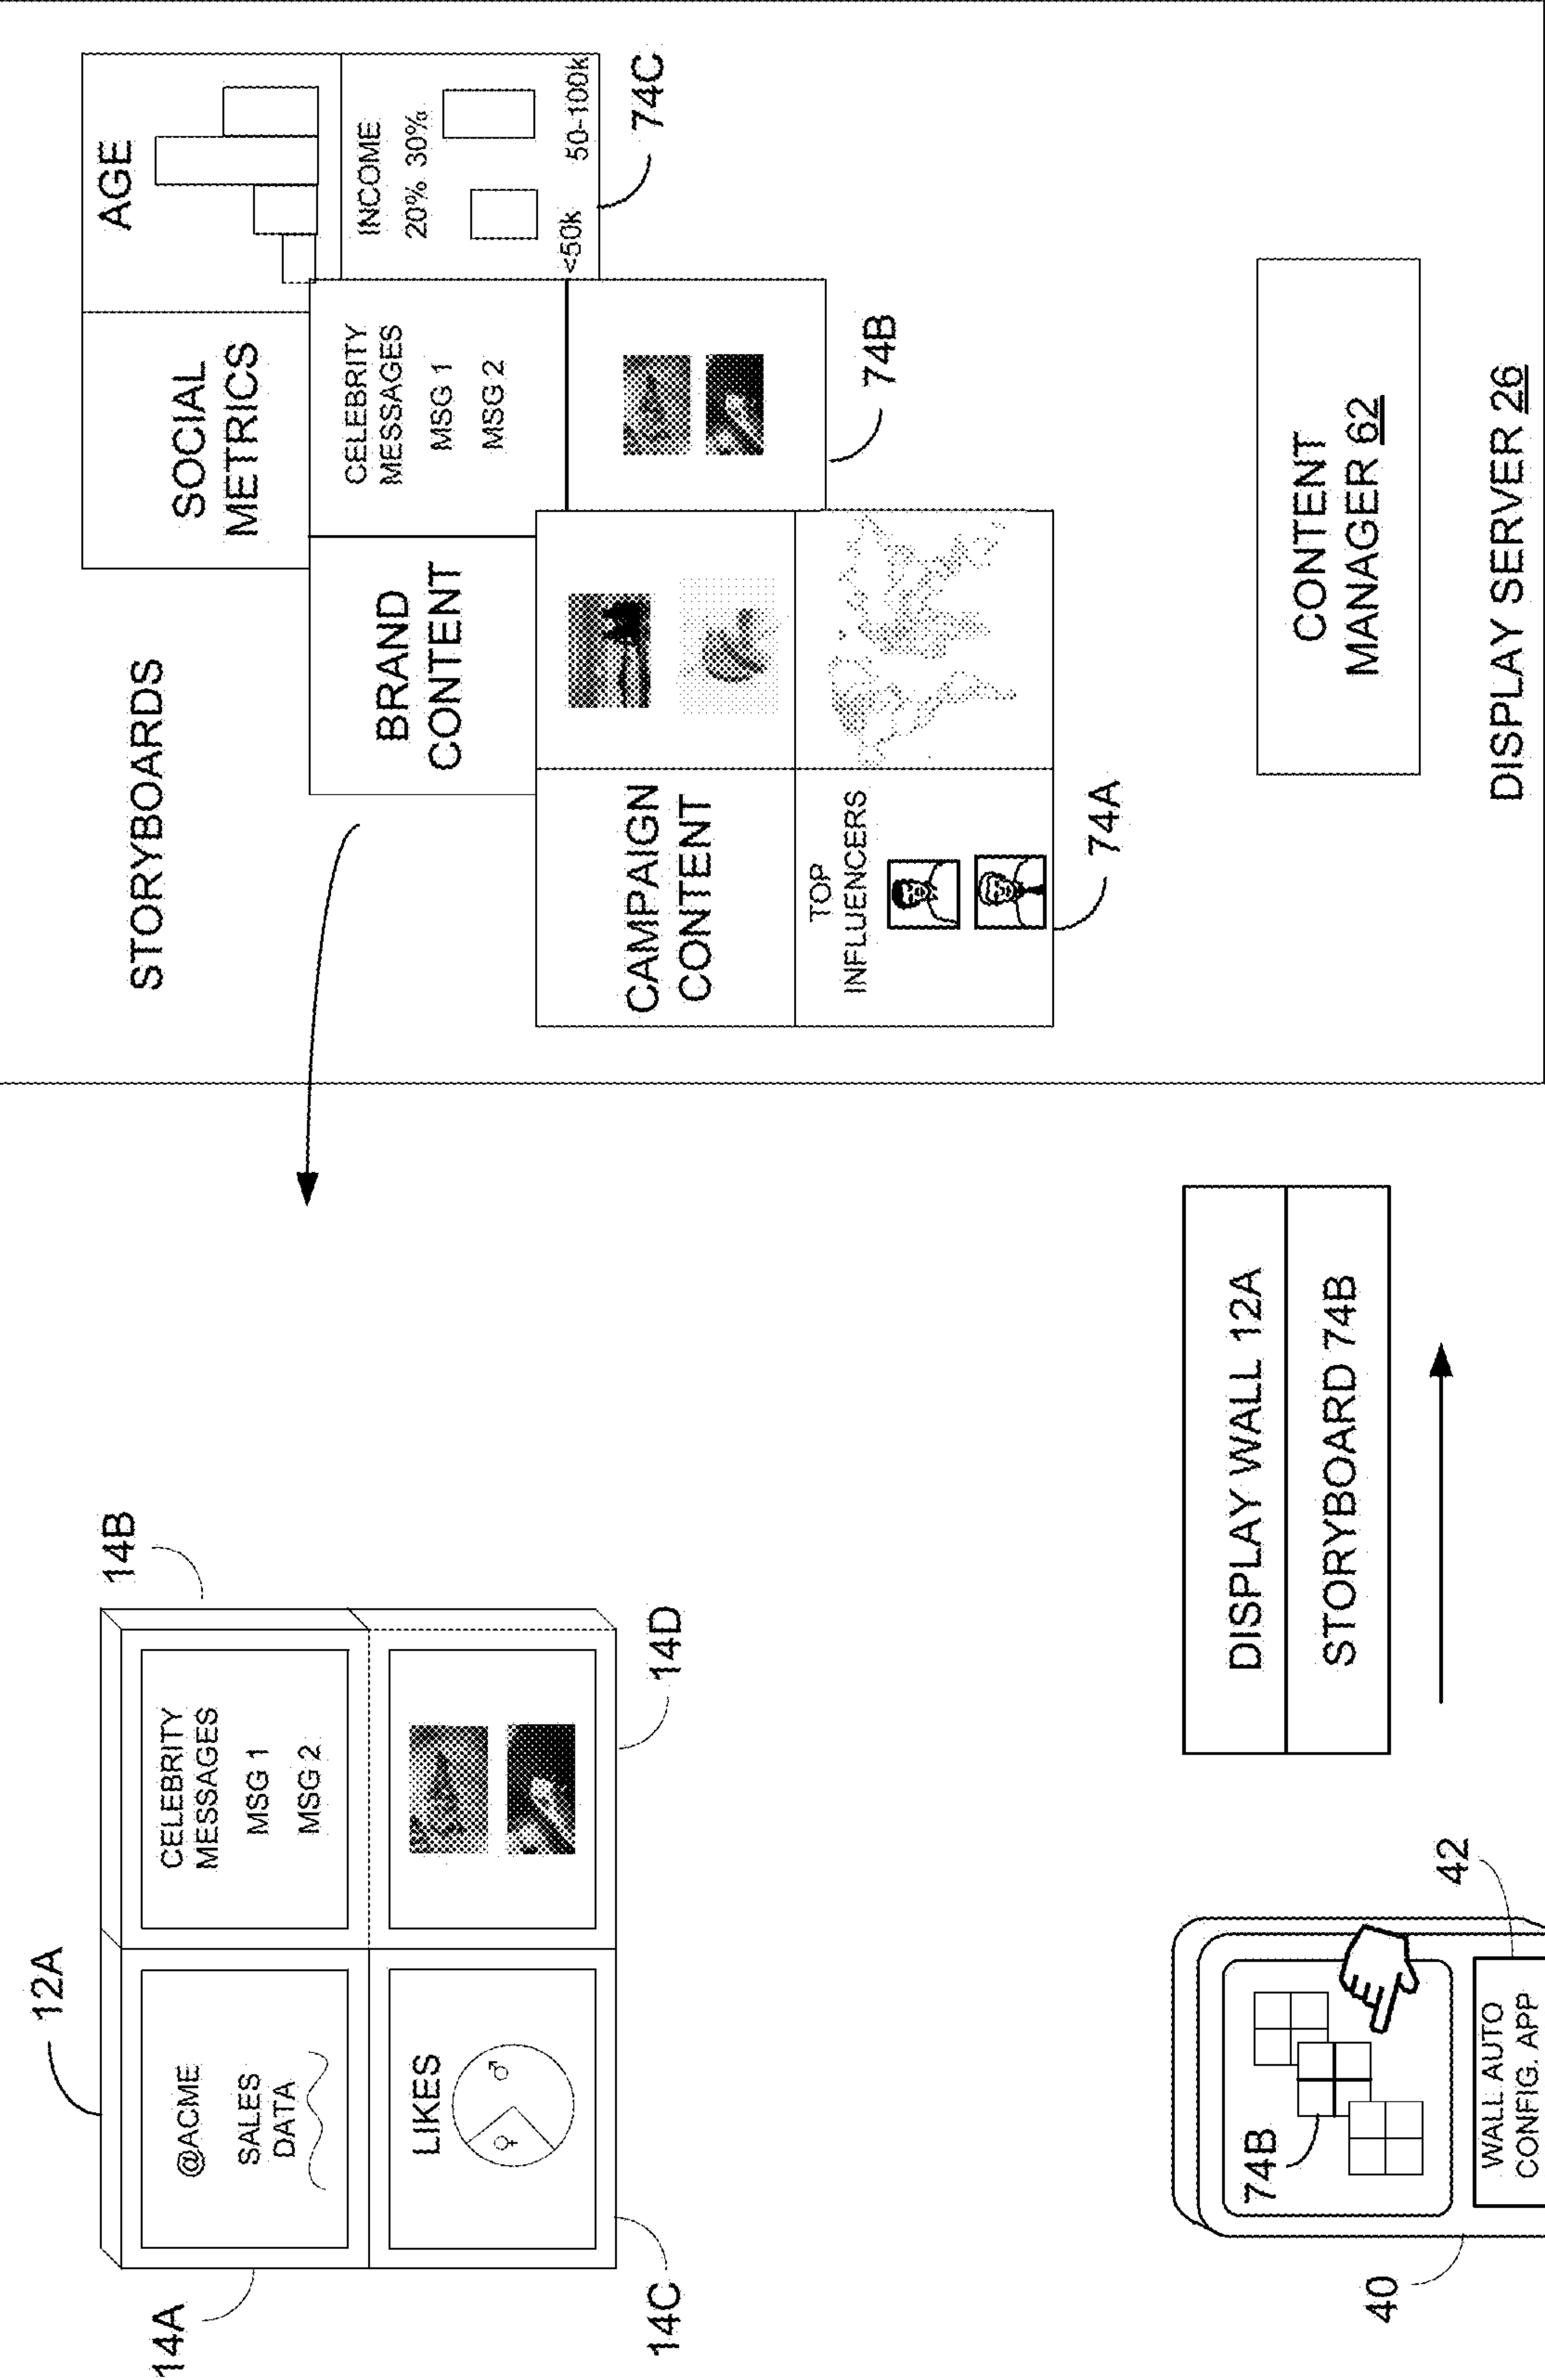 12A
14A
14B
@ACME
SALES
DATA
CELEBRITY
MESSAGES
MSG 1
MSG 2
LIKES
14C
14D
STORYBOARDS
SOCIAL
METRICS
AGE
INCOME
20% 30%
<50k 50-100k
74C
BRAND
CONTENT
CELEBRITY
MESSAGES
MSG 1
MSG 2
74B
CAMPAIGN
CONTENT
TOP
INFLUENCERS
74A
74B
WALL AUTO
CONFIG. APP
40
42
DISPLAY WALL 12A
STORYBOARD 74B
CONTENT
MANAGER 62
DISPLAY SERVER 26